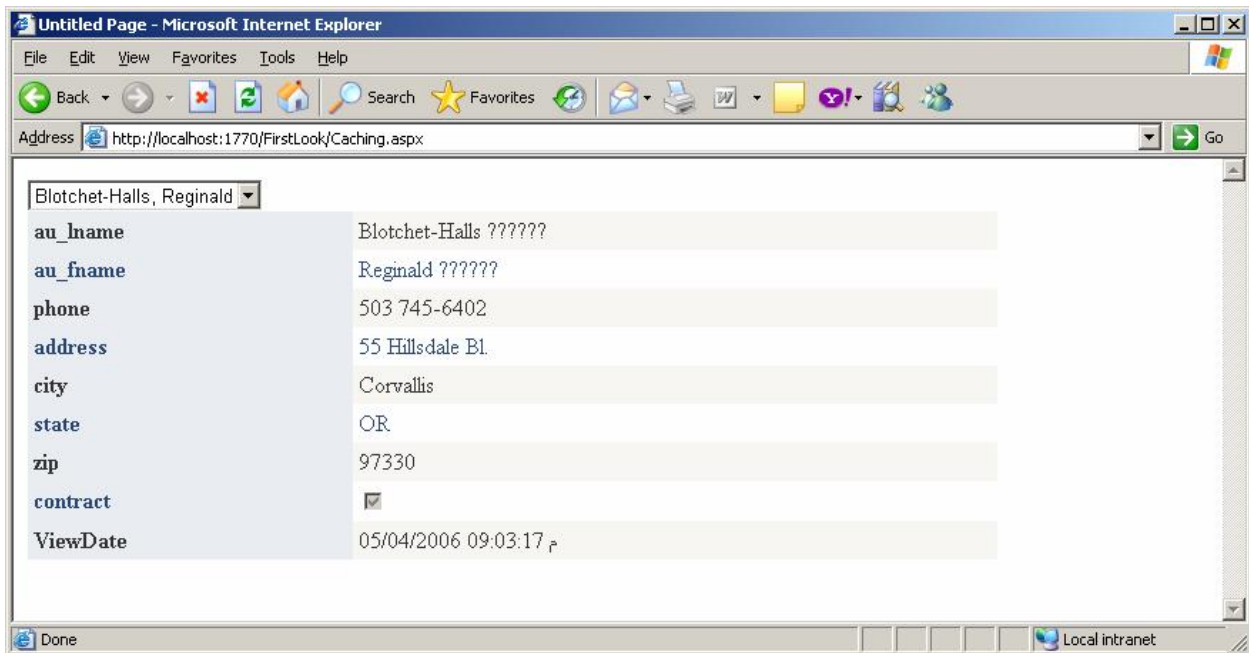 Untitled Page - Microsoft Internet Explorer
File Edit View Favorites Tools Help
Back Search Favorites
Address http://localhost:1770/FirstLook/Caching.aspx Go
Blotchet-Halls, Reginald
au_lname Blotchet-Halls ??????
au_fname Reginald ??????
phone 503 745-6402
address 55 Hillsdale Bl.
city Corvallis
state OR
zip 97330
contract
ViewDate 05/04/2006 09:03:17 م
Done Local intranet